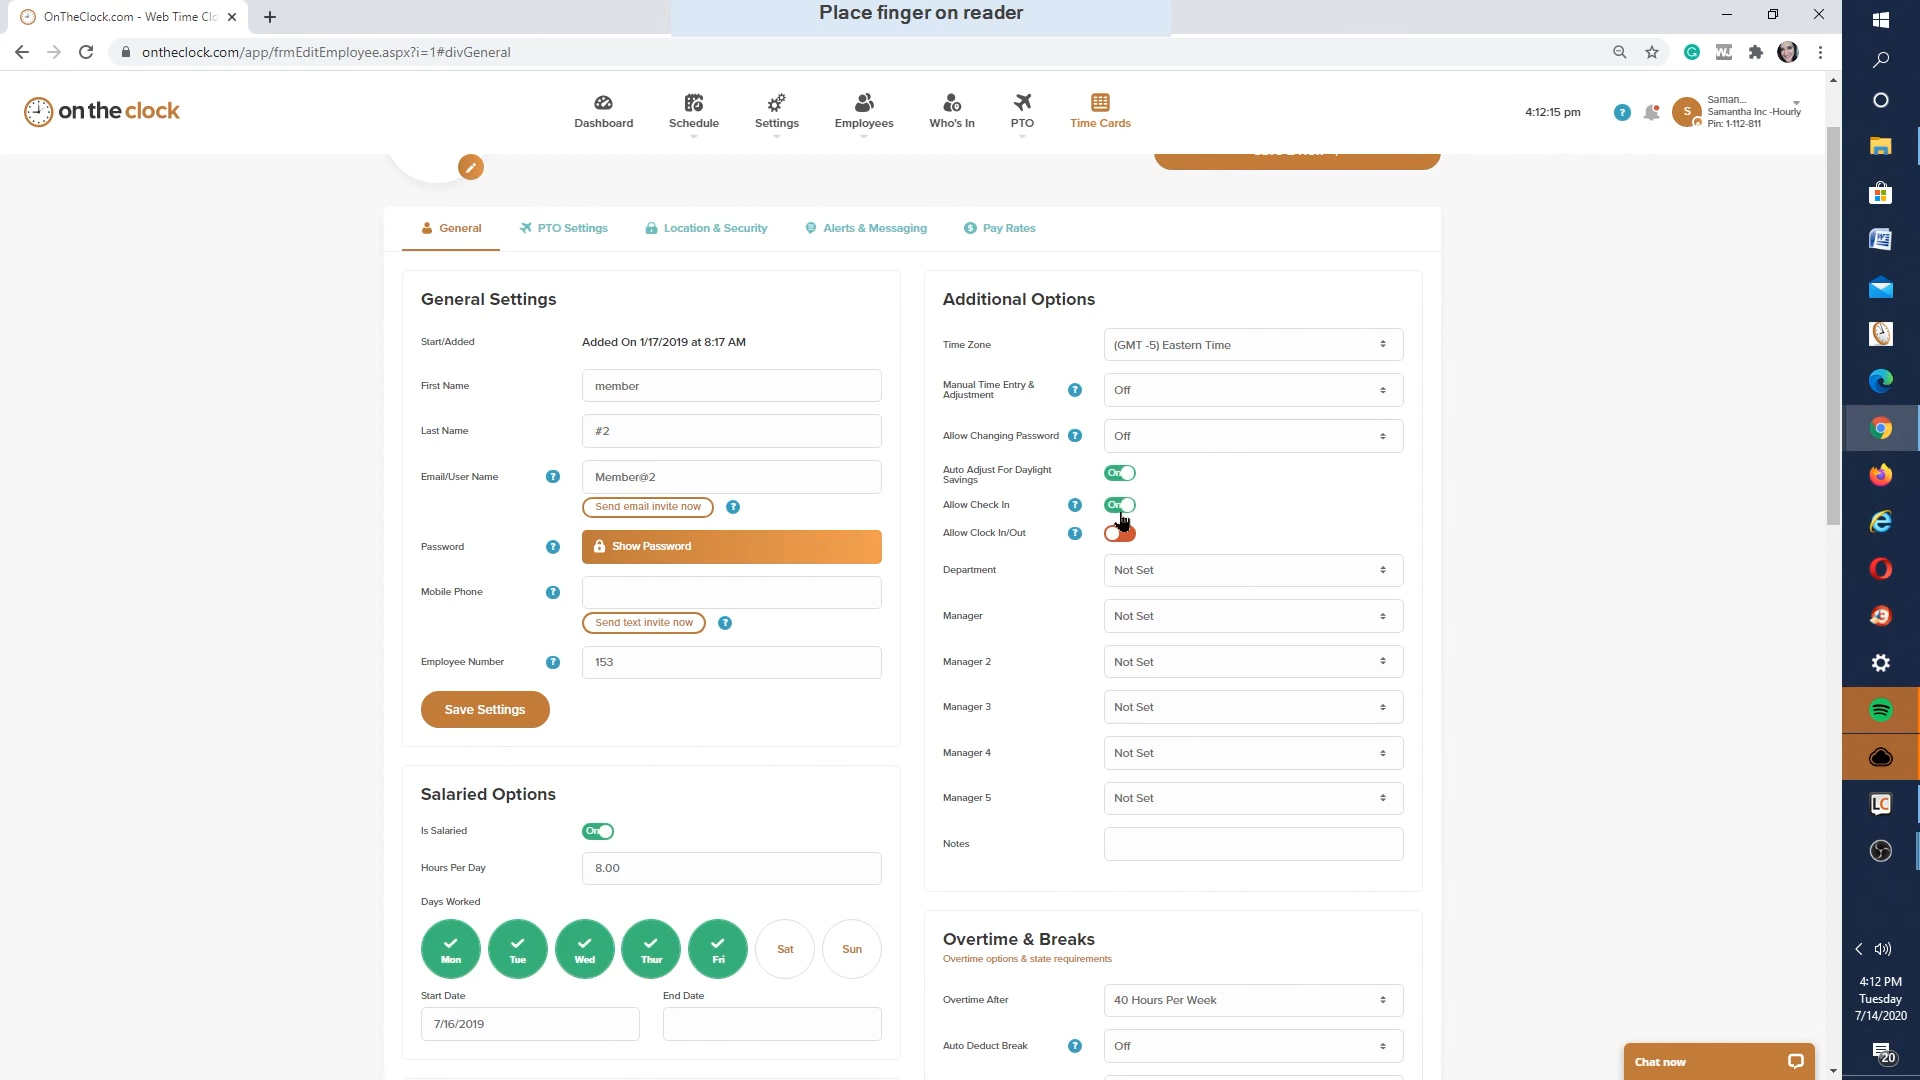 Place finger on reader
OnTheClock.com - Web Time Clo
ontheclock.com/app/frmEditEmployee.aspx?i=1#divGeneral
on the clock
Dashboard
Schedule
Settings
Employees
Who's In
PTO
Time Cards
4:12:15 pm
?
S
Saman...
Samantha Inc -Hourly
Pin: 1-112-811
General
PTO Settings
Location & Security
Alerts & Messaging
Pay Rates
General Settings
Start/Added
Added On 1/17/2019 at 8:17 AM
First Name
member
Last Name
#2
Email/User Name
?
Member@2
Send email invite now
?
Password
?
Show Password
Mobile Phone
?
Send text invite now
?
Employee Number
?
153
Save Settings
Salaried Options
Is Salaried
On
Hours Per Day
8.00
Days Worked
Mon
Tue
Wed
Thur
Fri
Sat
Sun
Start Date
End Date
7/16/2019
Additional Options
Time Zone
(GMT -5) Eastern Time
Manual Time Entry &
Adjustment
?
Off
Allow Changing Password
?
Off
Auto Adjust For Daylight
Savings
On
Allow Check In
?
On
Allow Clock In/Out
?
Department
Not Set
Manager
Not Set
Manager 2
Not Set
Manager 3
Not Set
Manager 4
Not Set
Manager 5
Not Set
Notes
Overtime & Breaks
Overtime options & state requirements
Overtime After
40 Hours Per Week
Auto Deduct Break
?
Off
Chat now
LC
4:12 PM
Tuesday
7/14/2020
20